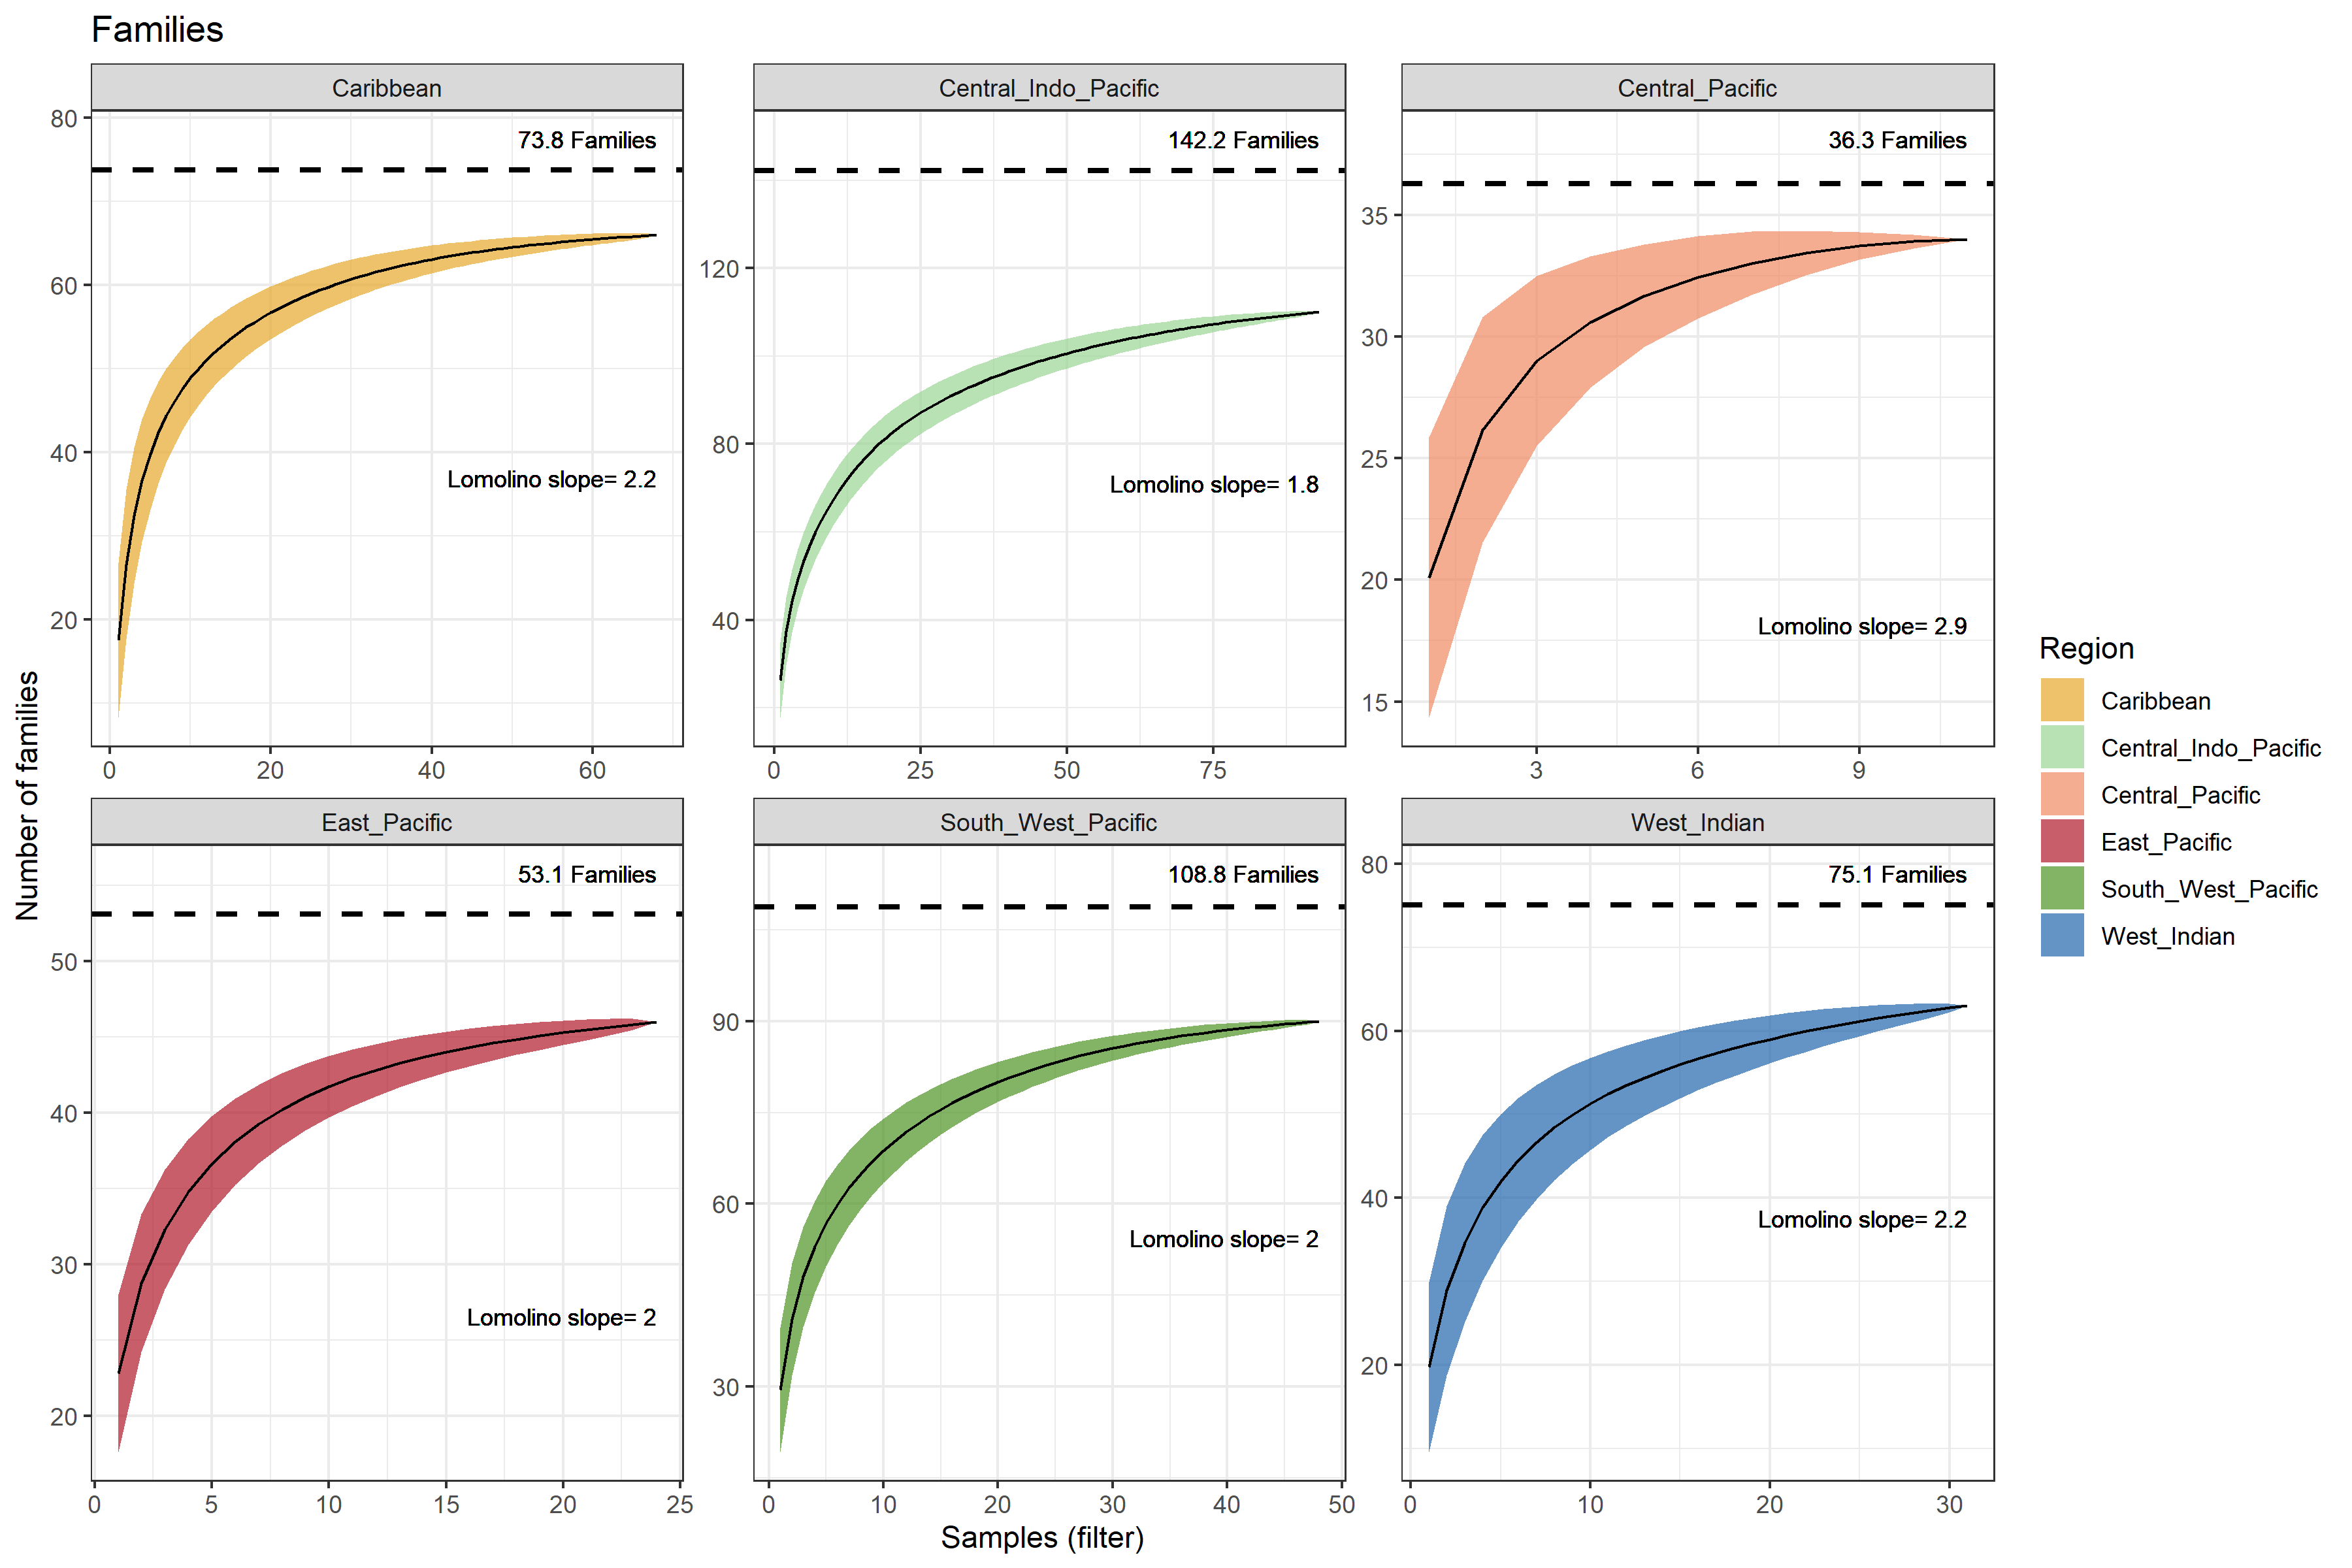 Families
Caribbean
Central_Indo_Pacific
Central_Pacific
80
60
40
20
73.8 Families
Lomolino slope= 2.2
0 20 40 60
120
80
40
142.2 Families
Lomolino slope= 1.8
0 25 50 75
35
30
25
20
15
36.3 Families
Lomolino slope= 2.9
3 6 9
East_Pacific
South_West_Pacific
West_Indian
50
40
30
20
53.1 Families
Lomolino slope= 2
0 5 10 15 20 25
90
60
30
108.8 Families
Lomolino slope= 2
0 10 20 30 40 50
80
60
40
20
75.1 Families
Lomolino slope= 2.2
0 10 20 30
Number of families
Samples (filter)
Region
Caribbean
Central_Indo_Pacific
Central_Pacific
East_Pacific
South_West_Pacific
West_Indian